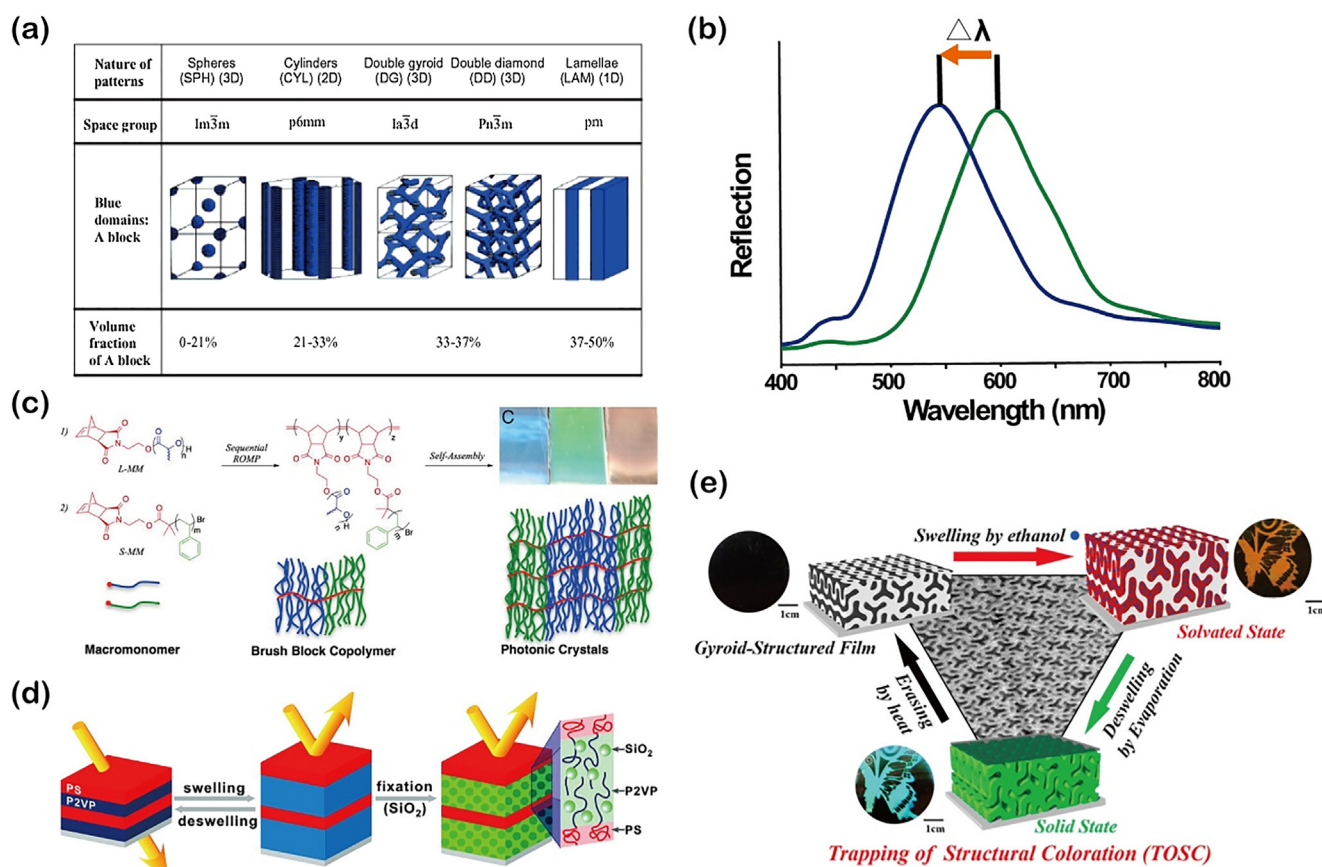 (a)
Nature of
patterns
Spheres
(SPH) (3D)
Cylinders
(CYL) (2D)
Double gyroid
(DG) (3D)
Double diamond
(DD) (3D)
Lamellae
(LAM) (1D)
Space group
Im3̅m
p6mm
Ia3̅d
Pn3̅m
pm
Blue
domains:
A block
Volume
fraction
of A block
0-21%
21-33%
33-37%
37-50%
(b)
△λ
Reflection
400
500
600
700
800
Wavelength (nm)
(c)
1)
O
N
O
O
O
O
H
n
L-MM
2)
O
N
O
O
O
Br
m
S-MM
Macromonomer
Sequential
ROMP
y
z
O
N
O
O
N
O
O
O
O
O
H
n
O
Br
m
Brush Block Copolymer
Self-Assembly
C
Photonic Crystals
(d)
PS
P2VP
swelling
deswelling
fixation
(SiO2)
SiO2
P2VP
PS
(e)
1cm
Gyroid-Structured Film
Swelling by ethanol
1cm
Solvated State
Erasing
by heat
Deswelling
by Evaporation
1cm
Solid State
Trapping of Structural Coloration (TOSC)